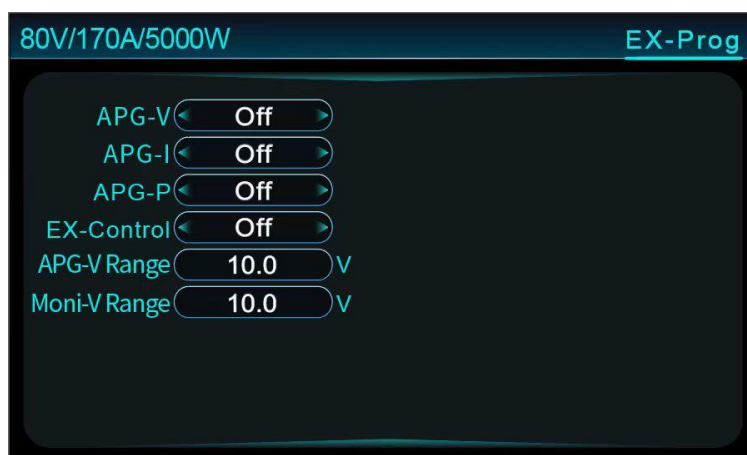 80V/170A/5000W EX-Prog
APG-V Off
APG-I Off
APG-P Off
EX-Control Off
APG-V Range 10.0 V
Moni-V Range 10.0 V